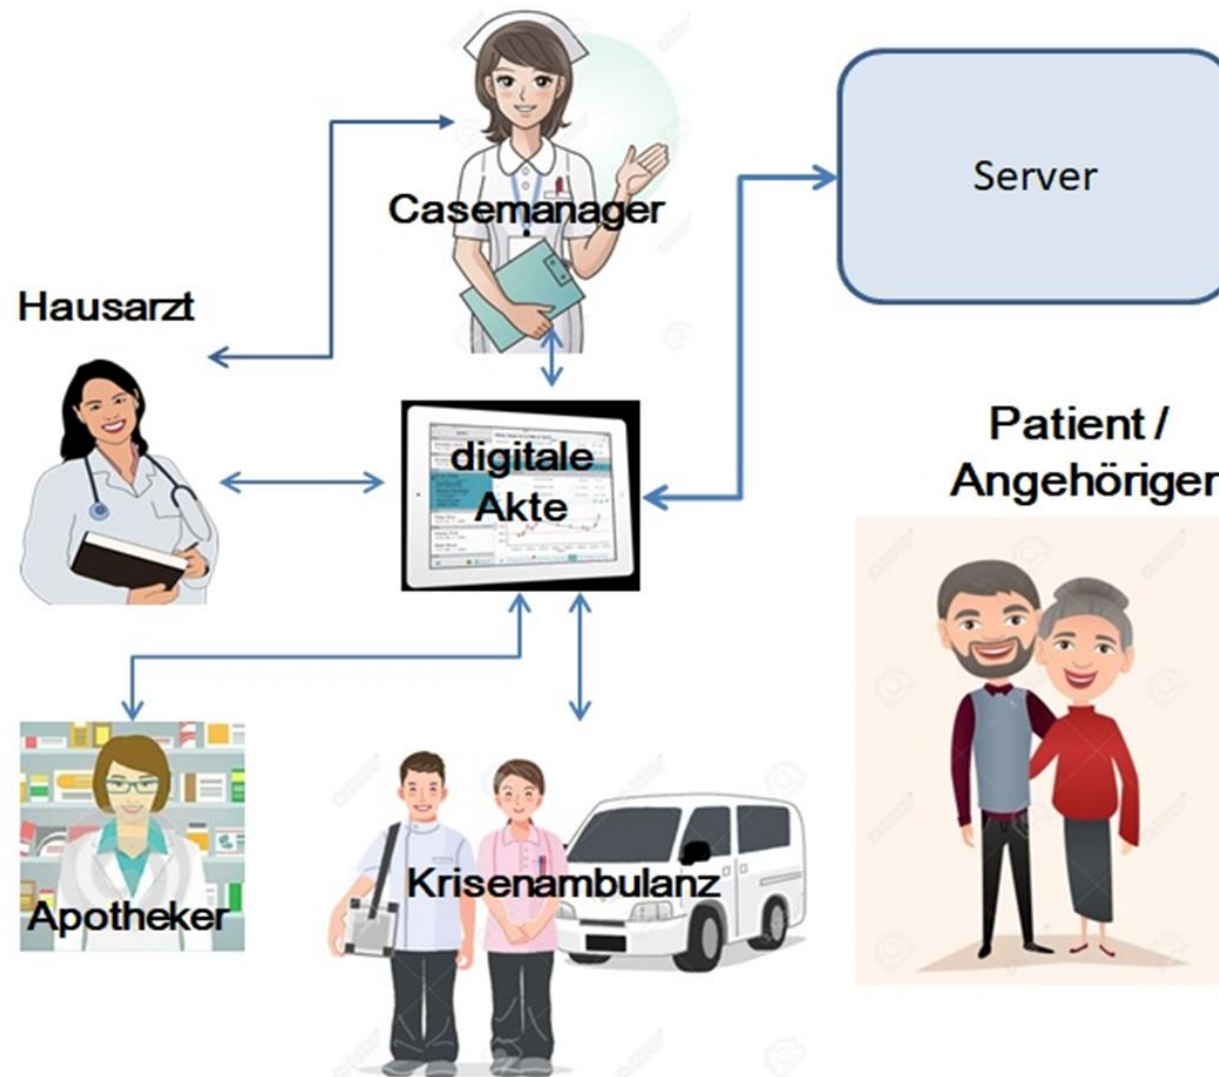 Casemanager
Server
Hausarzt
digitale
Akte
Patient /
Angehöriger
Apotheker
Krisenambulanz